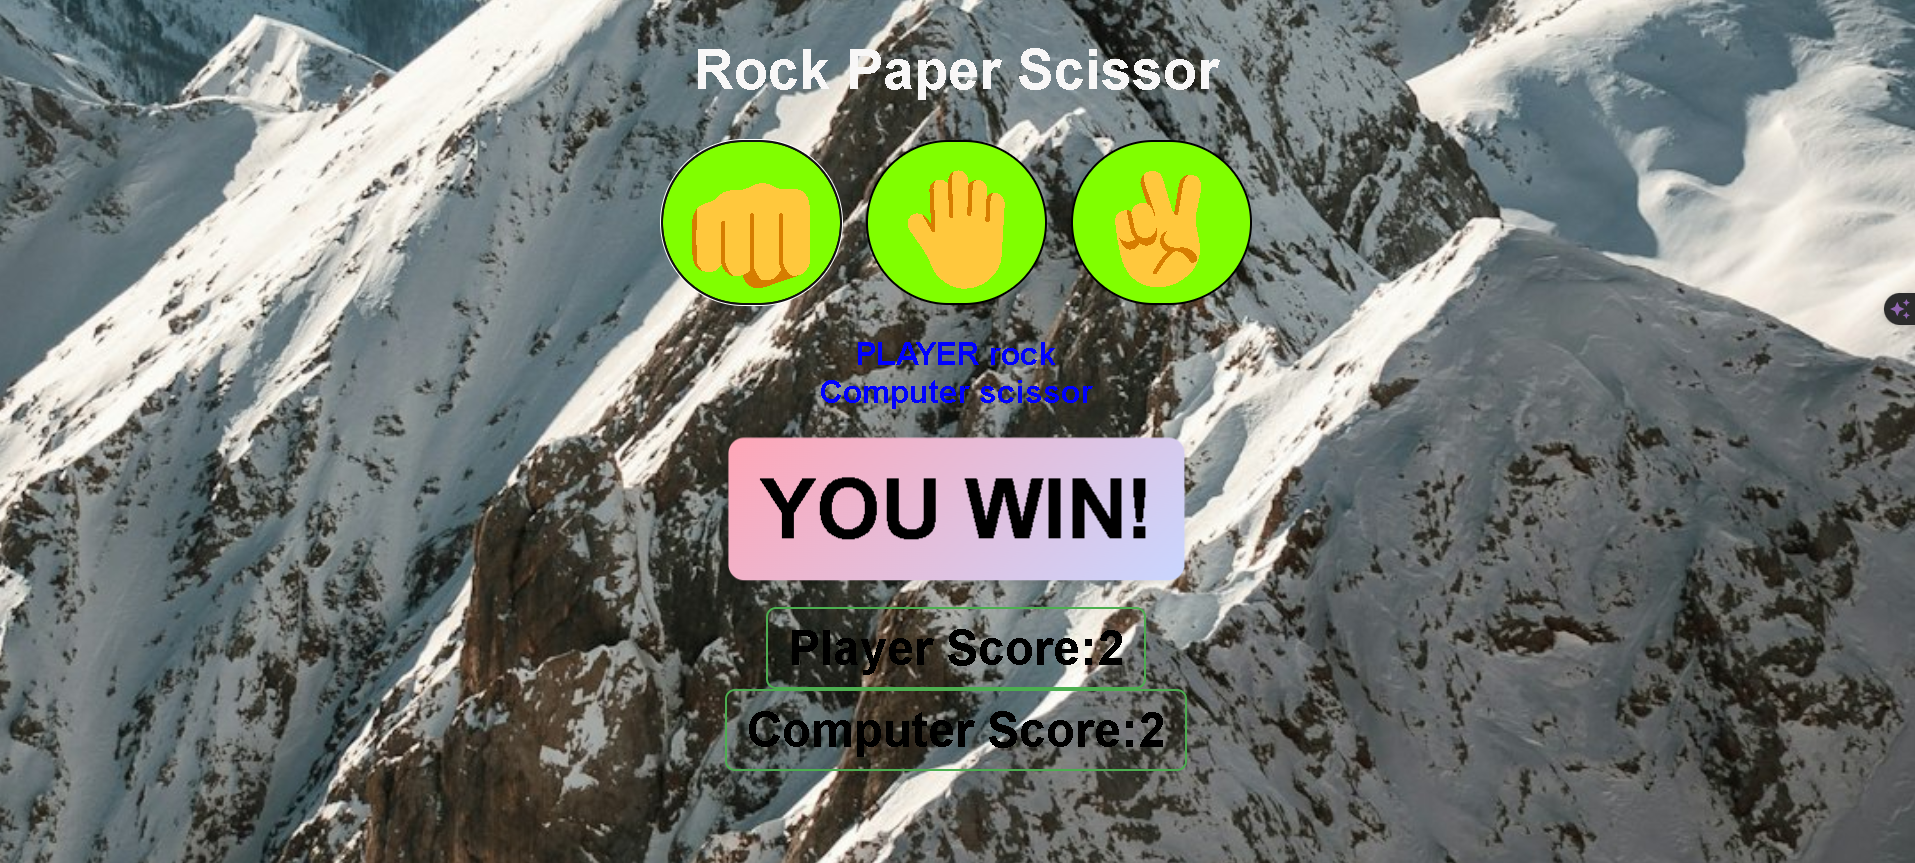 Rock Paper Scissor
PLAYER rock
Computer scissor
YOU WIN!
Player Score:2
Computer Score:2